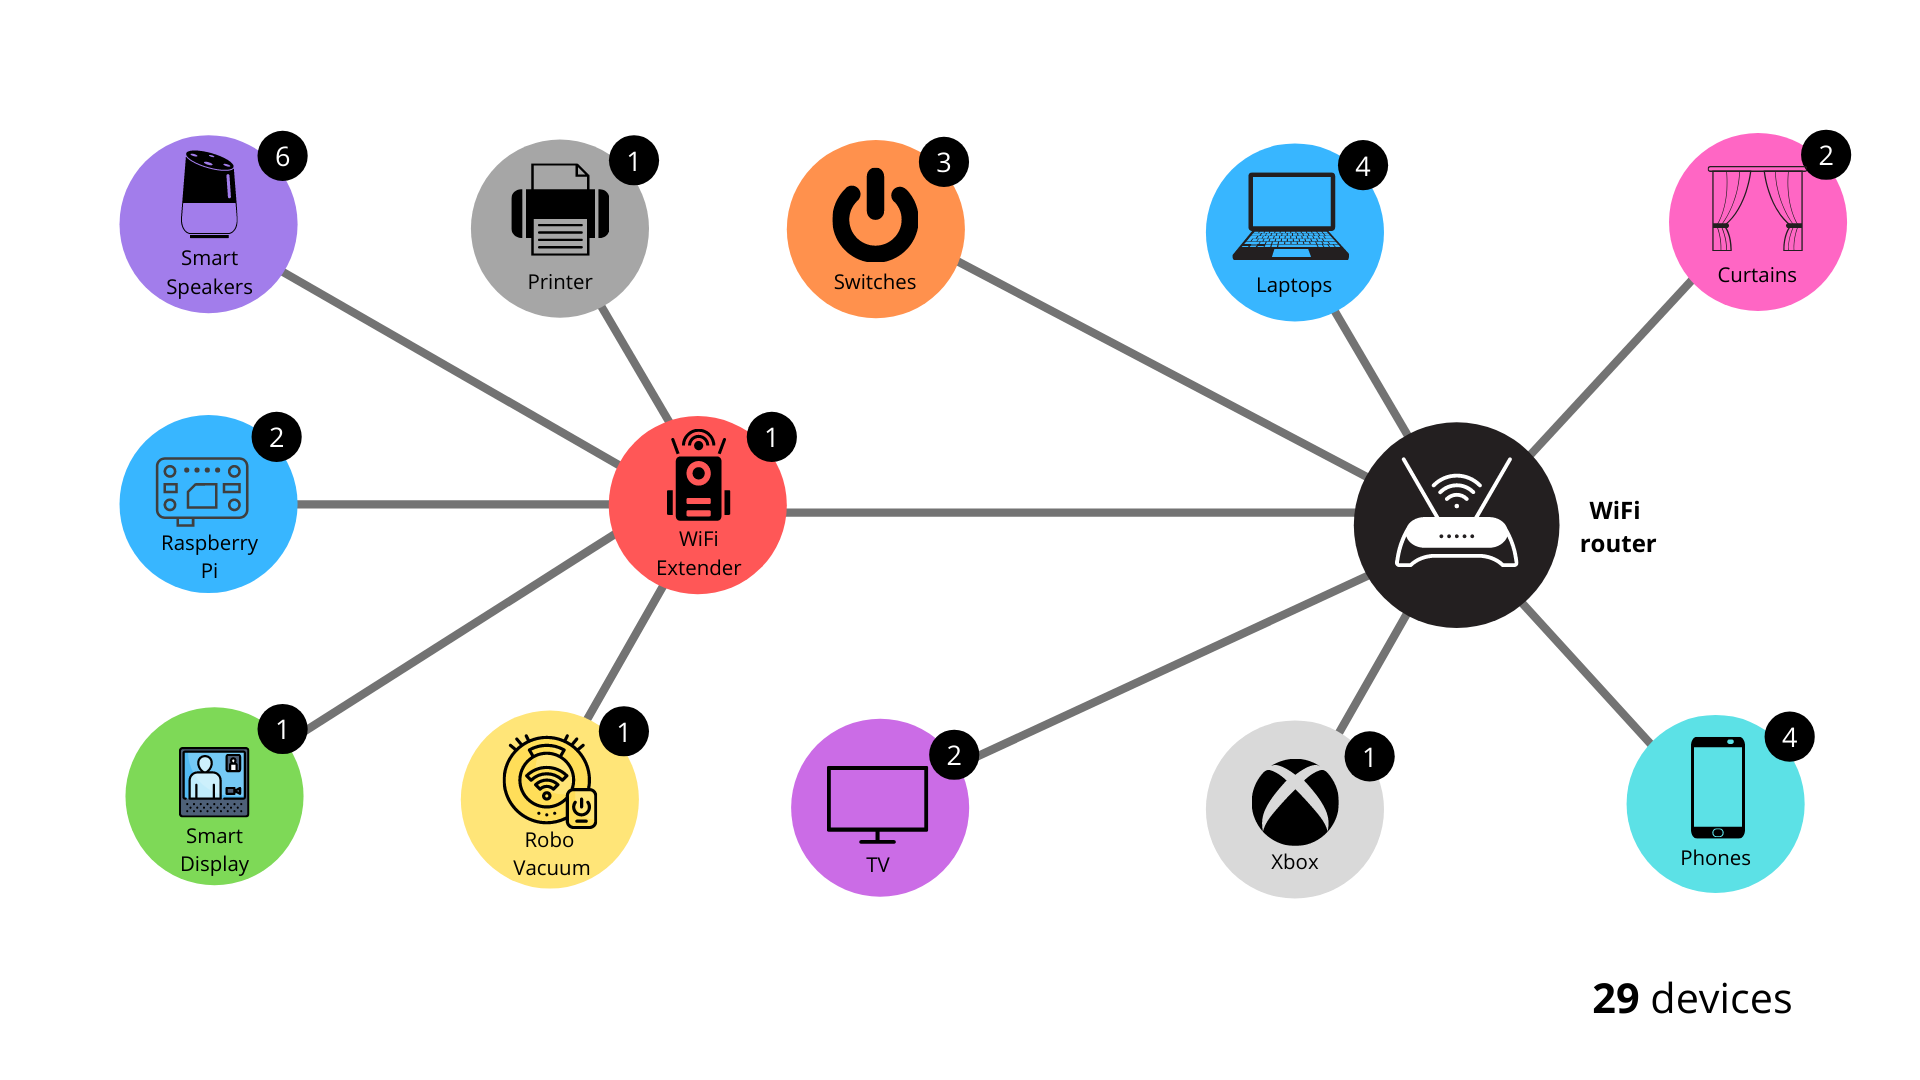 6
1
3
4
2
Smart
Speakers
Printer
Switches
Laptops
Curtains
2
1
Raspberry
Pi
WiFi
Extender
WiFi
router
1
1
2
1
4
Smart
Display
Robo
Vacuum
TV
Xbox
Phones
29 devices